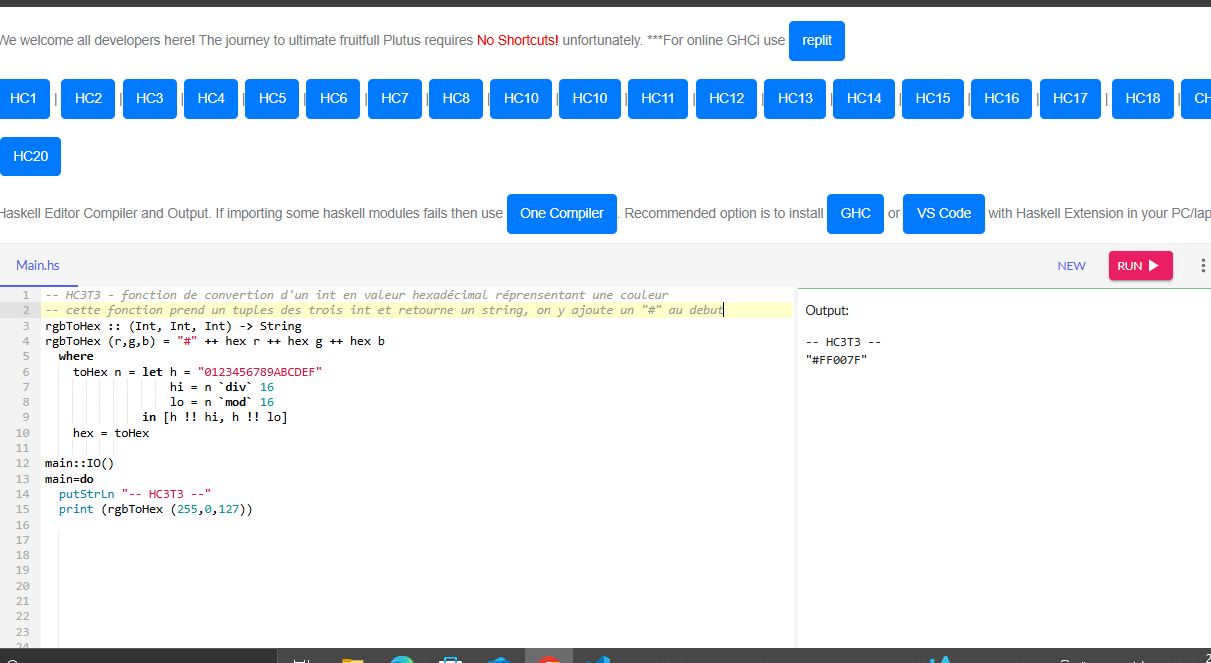 We welcome all developers here! The journey to ultimate fruitfull Plutus requires No Shortcuts! unfortunately. ***For online GHCi use replit
HC1 | HC2 | HC3 | HC4 | HC5 | HC6 | HC7 | HC8 | HC10 | HC10 | HC11 | HC12 | HC13 | HC14 | HC15 | HC16 | HC17 | HC18 | CH
HC20
Haskell Editor Compiler and Output. If importing some haskell modules fails then use One Compiler. Recommended option is to install GHC or VS Code with Haskell Extension in your PC/lap
Main.hs
NEW
RUN
1 -- HC3T3 - fonction de convertion d'un int en valeur hexadécimal réprensentant une couleur
2 -- cette fonction prend un tuples des trois int et retourne un string, on y ajoute un "#" au debut
3 rgbToHex :: (Int, Int, Int) -> String
4 rgbToHex (r,g,b) = "#" ++ hex r ++ hex g ++ hex b
5 where
6 toHex n = let h = "0123456789ABCDEF"
7 hi = n `div` 16
8 lo = n `mod` 16
9 in [h !! hi, h !! lo]
10 hex = toHex
11
12 main::IO()
13 main=do
14 putStrLn "-- HC3T3 --"
15 print (rgbToHex (255,0,127))
16
17
18
19
20
21
22
23
24
Output:
-- HC3T3 --
"#FF007F"